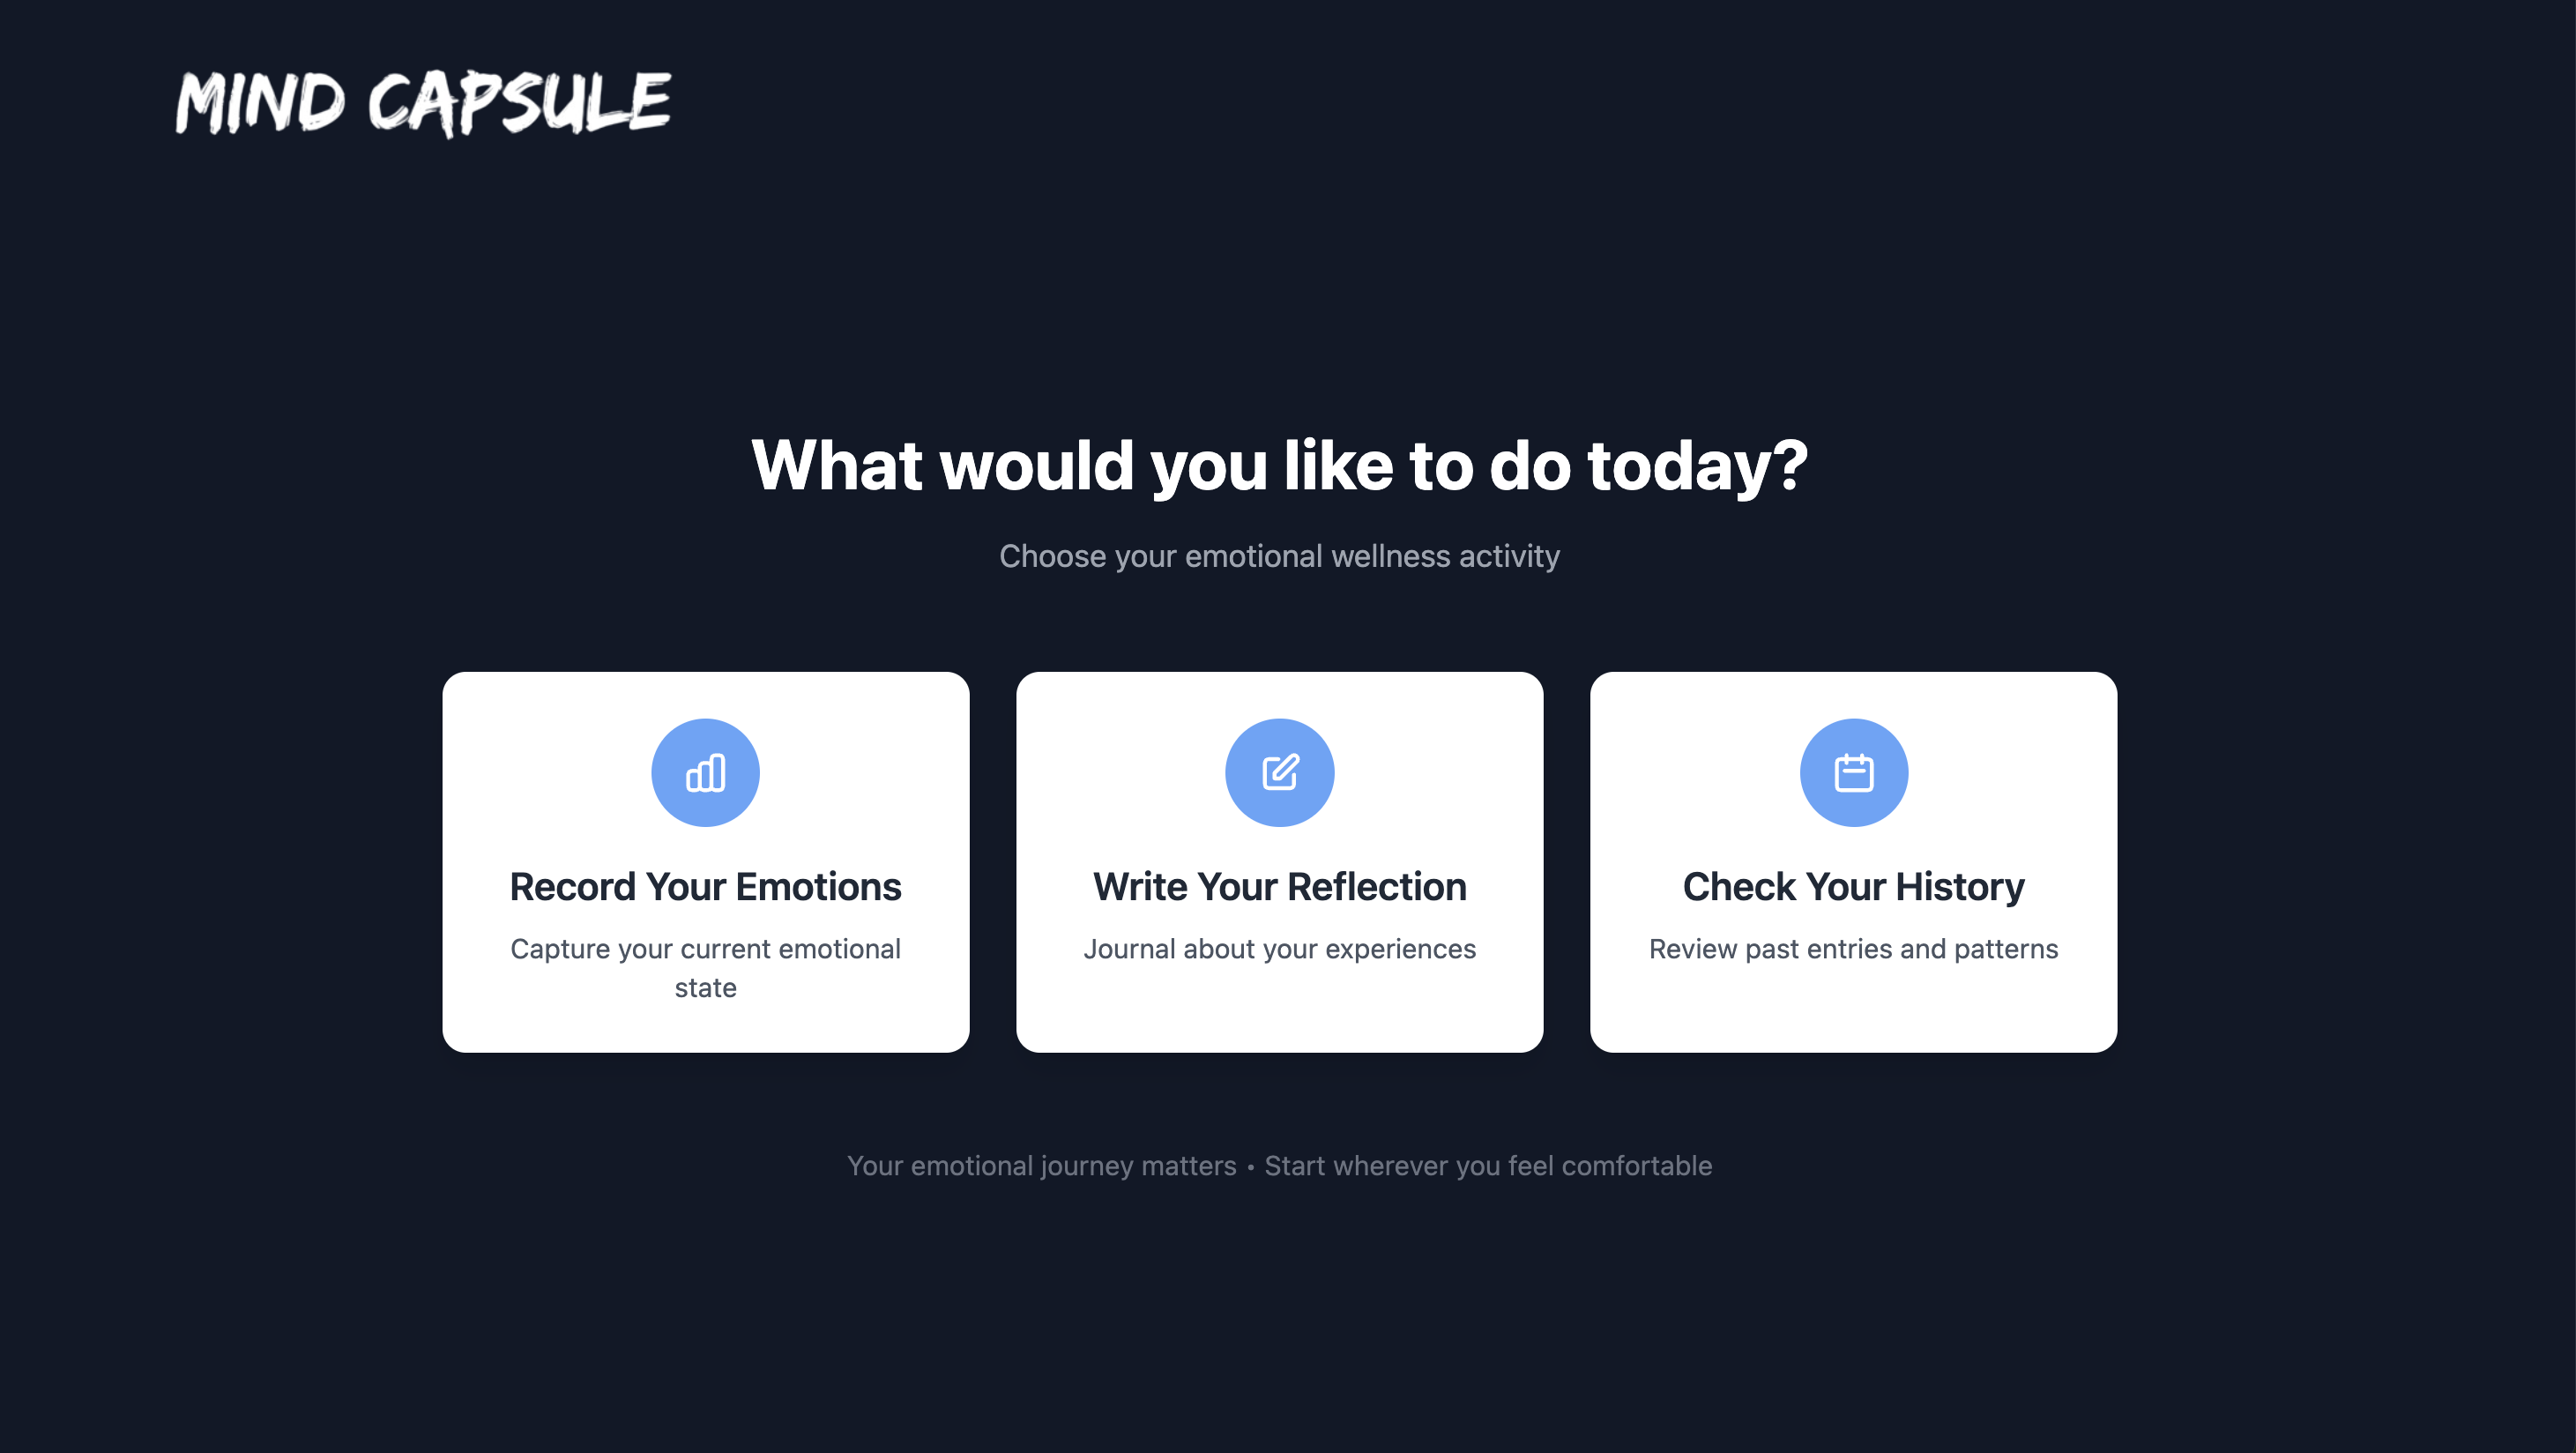 MIND CAPSULE
What would you like to do today?
Choose your emotional wellness activity
Record Your Emotions
Capture your current emotional
state
Write Your Reflection
Journal about your experiences
Check Your History
Review past entries and patterns
Your emotional journey matters • Start wherever you feel comfortable